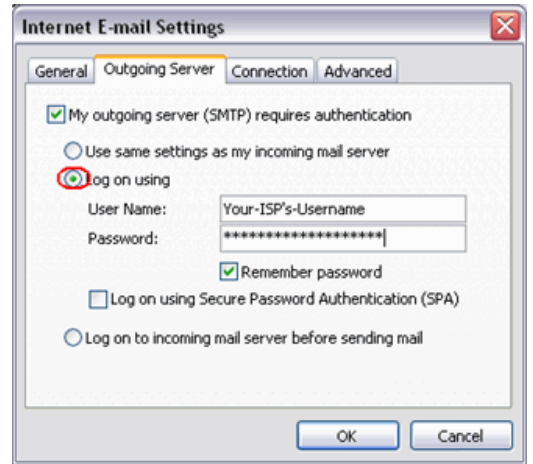 Internet E-mail Settings
General Outgoing Server Connection Advanced
My outgoing server (SMTP) requires authentication
Use same settings as my incoming mail server
Log on using
User Name: Your-ISP's-Username
Password: ********************
Remember password
Log on using Secure Password Authentication (SPA)
Log on to incoming mail server before sending mail
OK Cancel